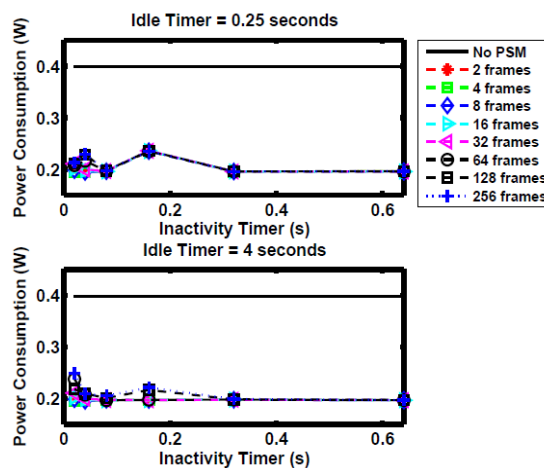 Idle Timer = 0.25 seconds
Power Consumption (W)
0.4
0.3
0.2
0 0.2 0.4 0.6
Inactivity Timer (s)
No PSM
2 frames
4 frames
8 frames
16 frames
32 frames
64 frames
128 frames
256 frames
Idle Timer = 4 seconds
Power Consumption (W)
0.4
0.3
0.2
0 0.2 0.4 0.6
Inactivity Timer (s)